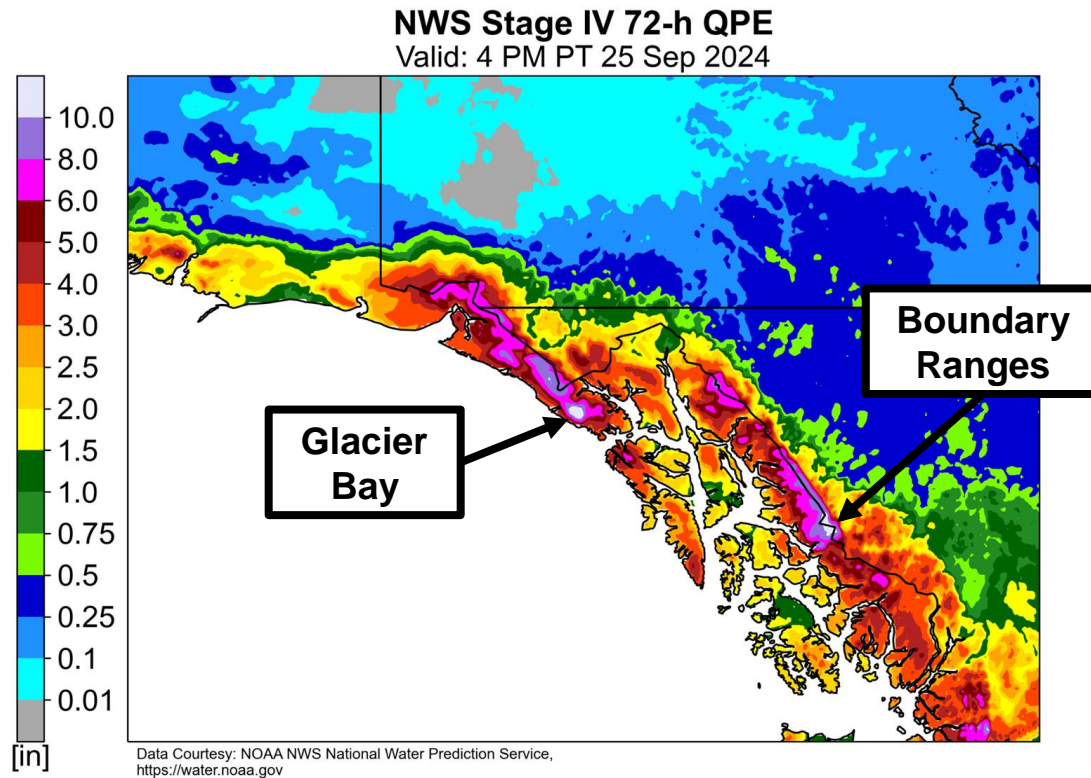 NWS Stage IV 72-h QPE
Valid: 4 PM PT 25 Sep 2024
10.0
8.0
6.0
5.0
4.0
3.0
2.5
2.0
1.5
1.0
0.75
0.5
0.25
0.1
0.01
[in]
Boundary
Ranges
Glacier
Bay
Data Courtesy: NOAA NWS National Water Prediction Service,
https://water.noaa.gov